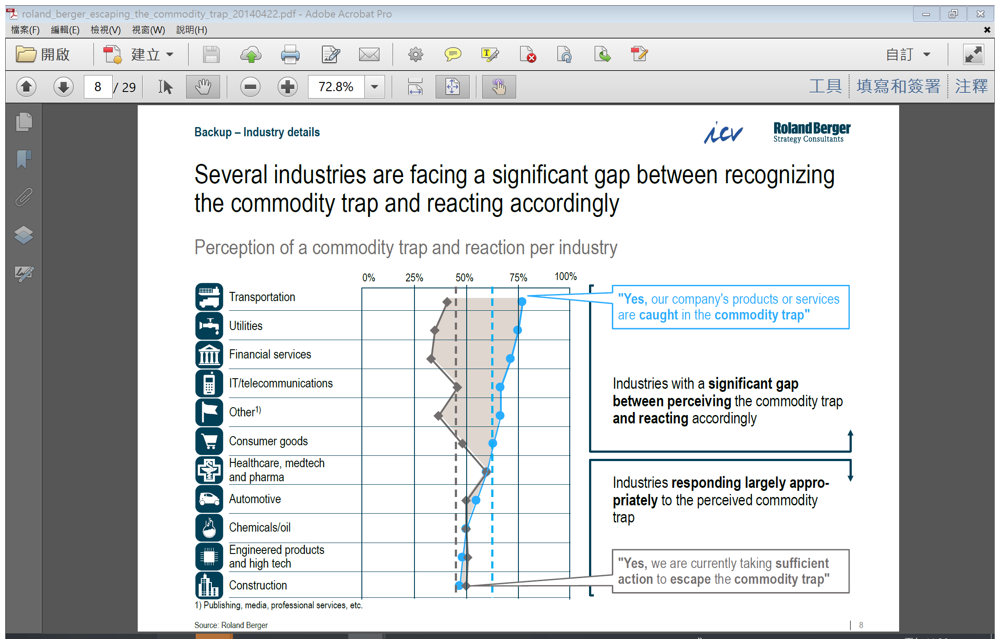 roland_berger_escaping_the_commodity_trap_20140422.pdf - Adobe Acrobat Pro
檔案(F) 編輯(E) 檢視(V) 視窗(W) 說明(H)
開啟 建立 自訂
8 / 29 72.8% 工具 填寫和簽署 注釋
Backup – Industry details
icv
Roland Berger
Strategy Consultants
Several industries are facing a significant gap between recognizing
the commodity trap and reacting accordingly
Perception of a commodity trap and reaction per industry
0% 25% 50% 75% 100%
Transportation
Utilities
Financial services
IT/telecommunications
Other1)
Consumer goods
Healthcare, medtech
and pharma
Automotive
Chemicals/oil
Engineered products
and high tech
Construction
"Yes, our company's products or services
are caught in the commodity trap"
Industries with a significant gap
between perceiving the commodity trap
and reacting accordingly
Industries responding largely appro-
priately to the perceived commodity
trap
"Yes, we are currently taking sufficient
action to escape the commodity trap"
1) Publishing, media, professional services, etc.
Source: Roland Berger
8